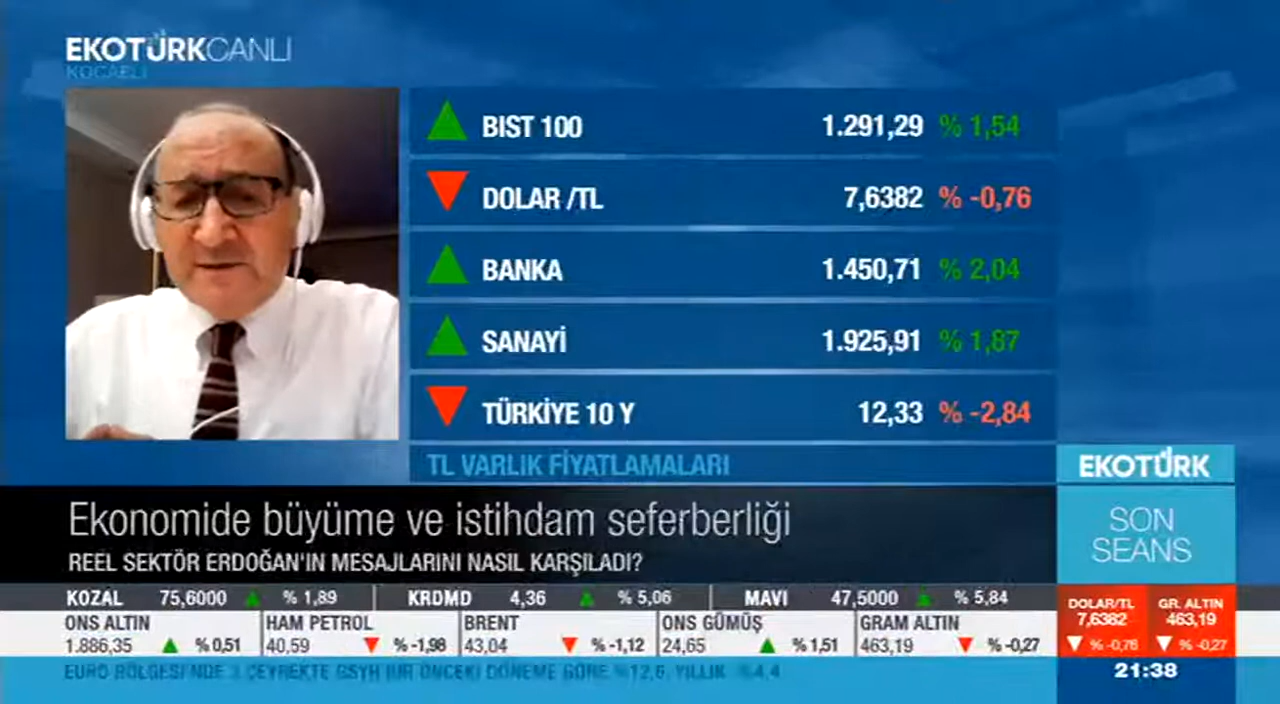 EKOTÜRKCANLI
KOCAELİ
BIST 100 1.291,29 % 1,54
DOLAR /TL 7,6382 % -0,76
BANKA 1.450,71 % 2,04
SANAYİ 1.925,91 % 1,87
TÜRKİYE 10 Y 12,33 % -2,84
TL VARLIK FİYATLAMALARI
EKOTÜRK
Ekonomide büyüme ve istihdam seferberliği
REEL SEKTÖR ERDOĞAN'IN MESAJLARINI NASIL KARŞILADI?
SON
SEANS
KOZAL 75,6000 % 1,89 KRDMD 4,36 % 5,06 MAVI 47,5000 % 5,84
ONS ALTIN HAM PETROL BRENT ONS GÜMÜŞ GRAM ALTIN
1.886,35 % 0,51 40,59 % -1,98 43,04 % -1,12 24,65 % 1,51 463,19 % -0,27
DOLAR/TL GR. ALTIN
7,6382 463,19
% -0,76 % -0,27
EURO BÖLGESİ'NDE 3. ÇEYREKTE GSYH BİR ÖNCEKİ DÖNEME GÖRE %12,6, YILLIK %4,4
21:38